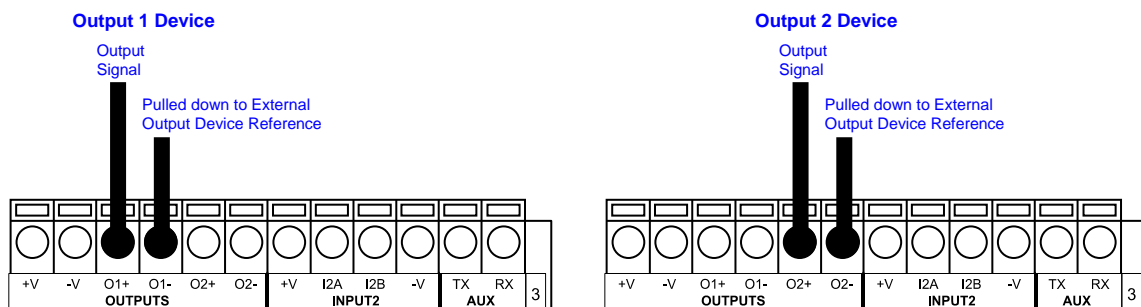 Output 1 Device
Output
Signal
Pulled down to External
Output Device Reference
+V -V O1+ O1- O2+ O2- +V I2A I2B -V TX RX
OUTPUTS INPUT2 AUX 3
Output 2 Device
Output
Signal
Pulled down to External
Output Device Reference
+V -V O1+ O1- O2+ O2- +V I2A I2B -V TX RX
OUTPUTS INPUT2 AUX 3